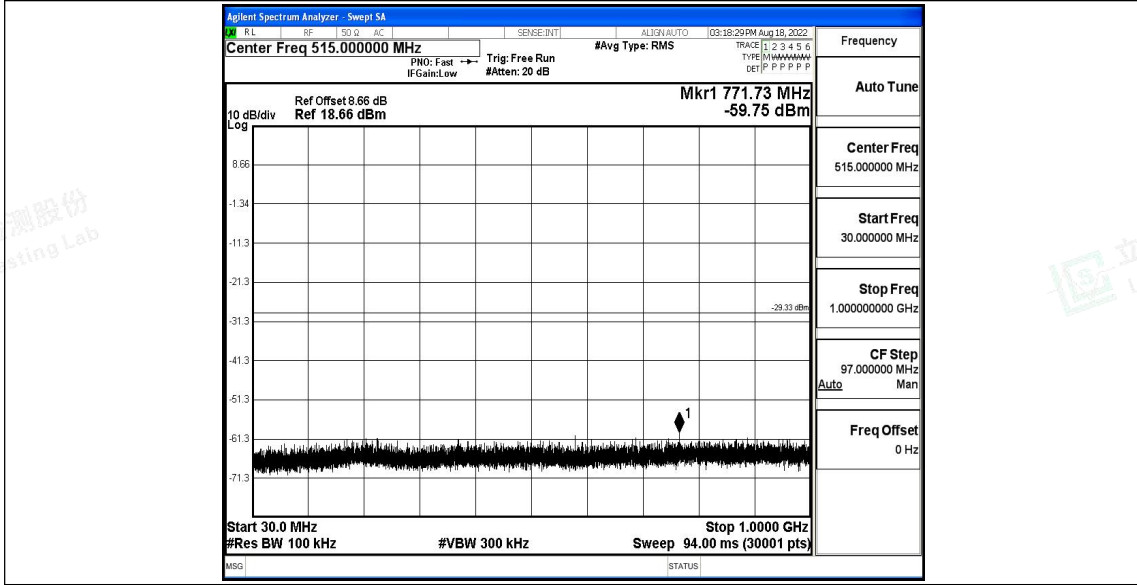 Agilent Spectrum Analyzer - Swept SA
RL RF 50 Ω AC SENSE:INT ALIGN AUTO 03:18:29 PM Aug 18, 2022
Center Freq 515.000000 MHz #Avg Type: RMS TRACE 1 2 3 4 5 6
PNO: Fast Trig: Free Run TYPE MWWWWW
IFGain:Low #Atten: 20 dB DET P P P P P P
Mkr1 771.73 MHz
-59.75 dBm
Ref Offset 8.66 dB
10 dB/div Ref 18.66 dBm
Log
8.66
-1.34
-11.3
-21.3
-29.33 dBm
-31.3
-41.3
-51.3
1
-61.3
-71.3
Start 30.0 MHz Stop 1.0000 GHz
#Res BW 100 kHz #VBW 300 kHz Sweep 94.00 ms (30001 pts)
MSG STATUS
Frequency
Auto Tune
Center Freq
515.000000 MHz
Start Freq
30.000000 MHz
Stop Freq
1.000000000 GHz
CF Step
97.000000 MHz
Auto Man
Freq Offset
0 Hz
测股份
sting Lab
立